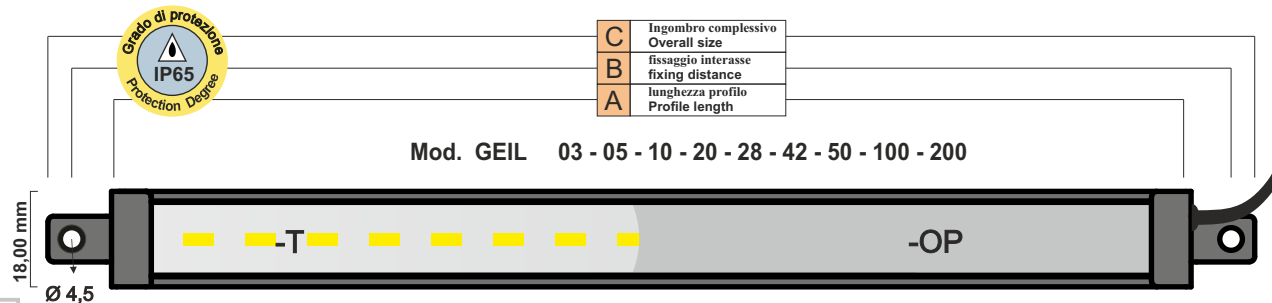 Grado di protezione
IP65
Protection Degree
C
Ingombro complessivo
Overall size
B
fissaggio interasse
fixing distance
A
lunghezza profilo
Profile length
Mod. GEIL 03 - 05 - 10 - 20 - 28 - 42 - 50 - 100 - 200
18,00 mm
-T
-OP
Ø 4,5